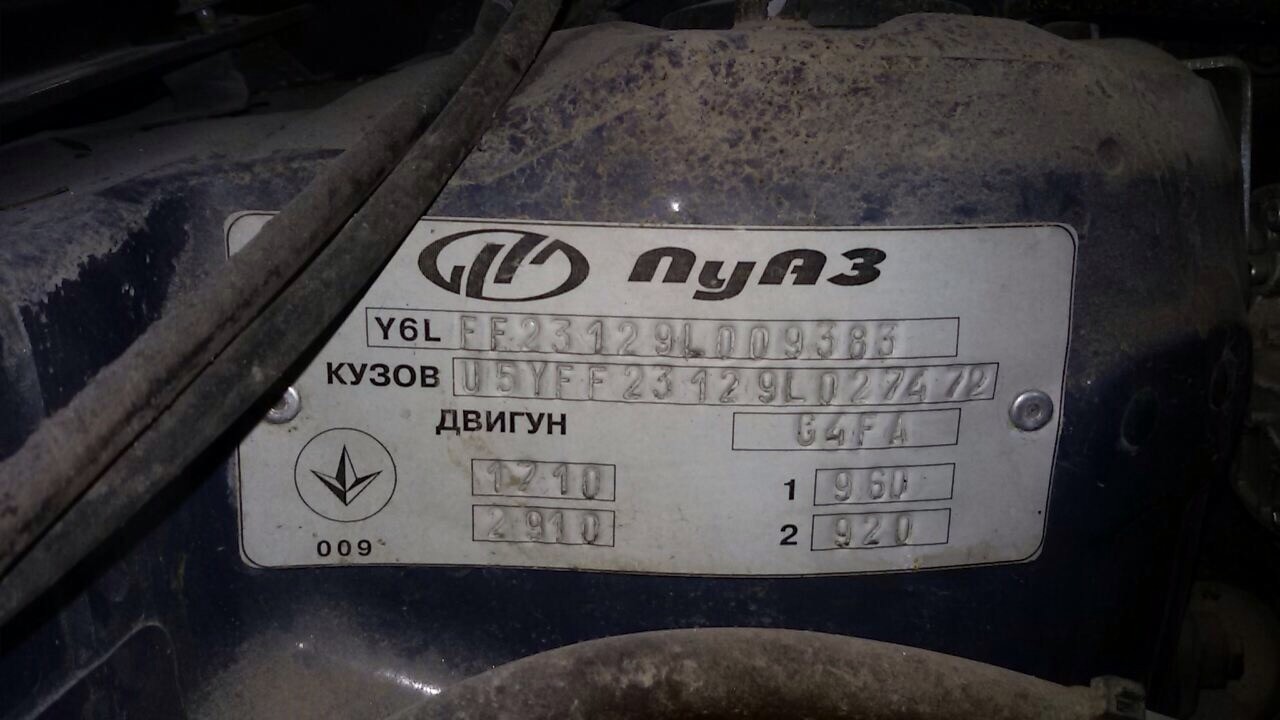 ЛуАЗ
Y6L FF23129L009383
КУЗОВ U5YFF23129L027472
ДВИГУН G4FA
1710 1 960
2910 2 920
009